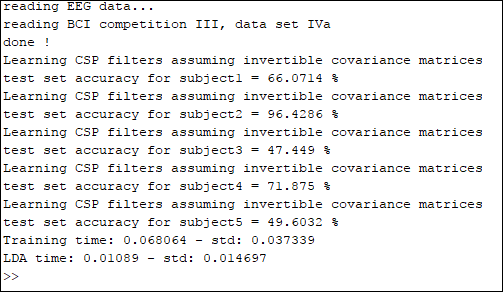 reading EEG data...
reading BCI competition III, data set IVa
done !
Learning CSP filters assuming invertible covariance matrices
test set accuracy for subject1 = 66.0714 %
Learning CSP filters assuming invertible covariance matrices
test set accuracy for subject2 = 96.4286 %
Learning CSP filters assuming invertible covariance matrices
test set accuracy for subject3 = 47.449 %
Learning CSP filters assuming invertible covariance matrices
test set accuracy for subject4 = 71.875 %
Learning CSP filters assuming invertible covariance matrices
test set accuracy for subject5 = 49.6032 %
Training time: 0.068064 - std: 0.037339
LDA time: 0.01089 - std: 0.014697
>>